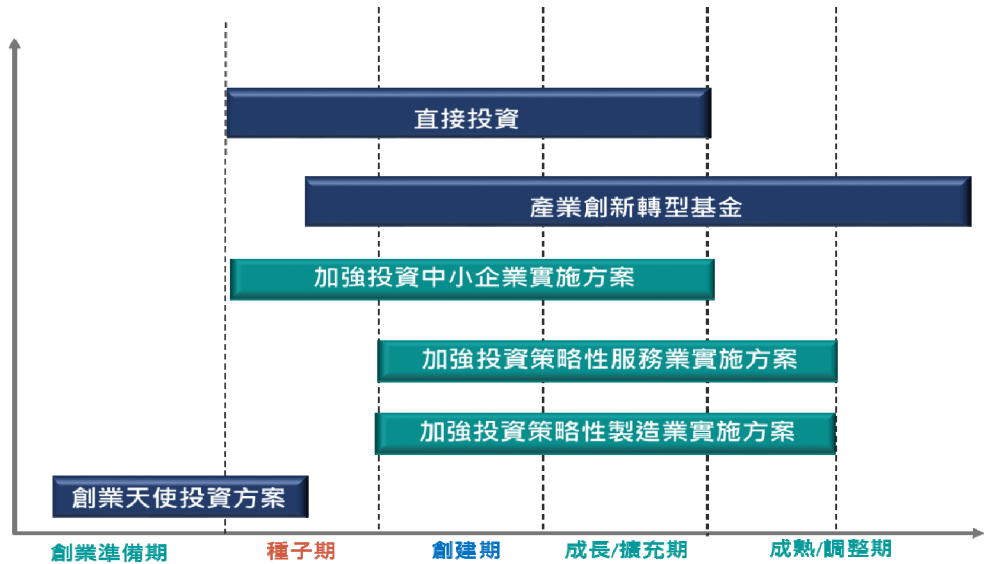 直接投資
產業創新轉型基金
加強投資中小企業實施方案
加強投資策略性服務業實施方案
加強投資策略性製造業實施方案
創業天使投資方案
創業準備期
種子期
創建期
成長/擴充期
成熟/調整期